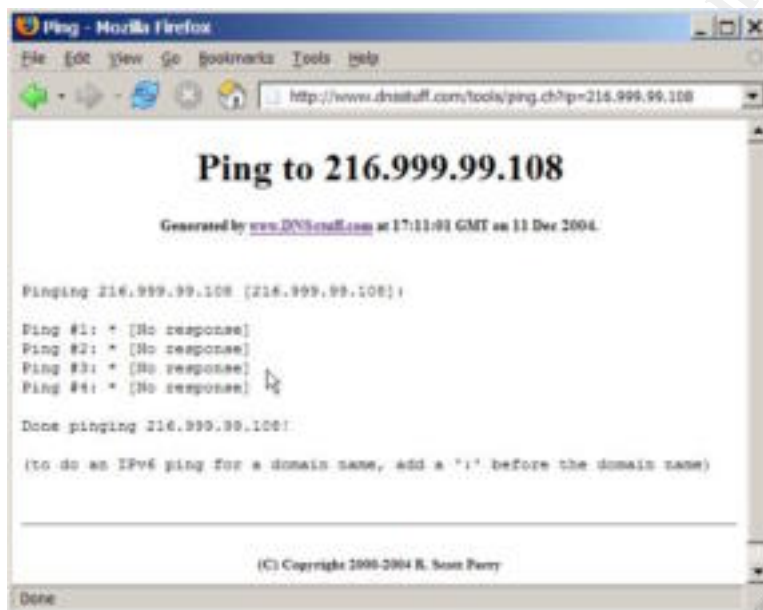 Ping - Mozilla Firefox
File Edit View Go Bookmarks Tools Help
http://www.dnsstuff.com/tools/ping.ch?ip=216.999.99.108
Ping to 216.999.99.108
Generated by www.DNSstuff.com at 17:11:01 GMT on 11 Dec 2004.
Pinging 216.999.99.108 [216.999.99.108]:
Ping #1: * [No response]
Ping #2: * [No response]
Ping #3: * [No response]
Ping #4: * [No response]
Done pinging 216.999.99.108!
(to do an IPv6 ping for a domain name, add a ':' before the domain name)
(C) Copyright 2000-2004 R. Scott Perry
Done